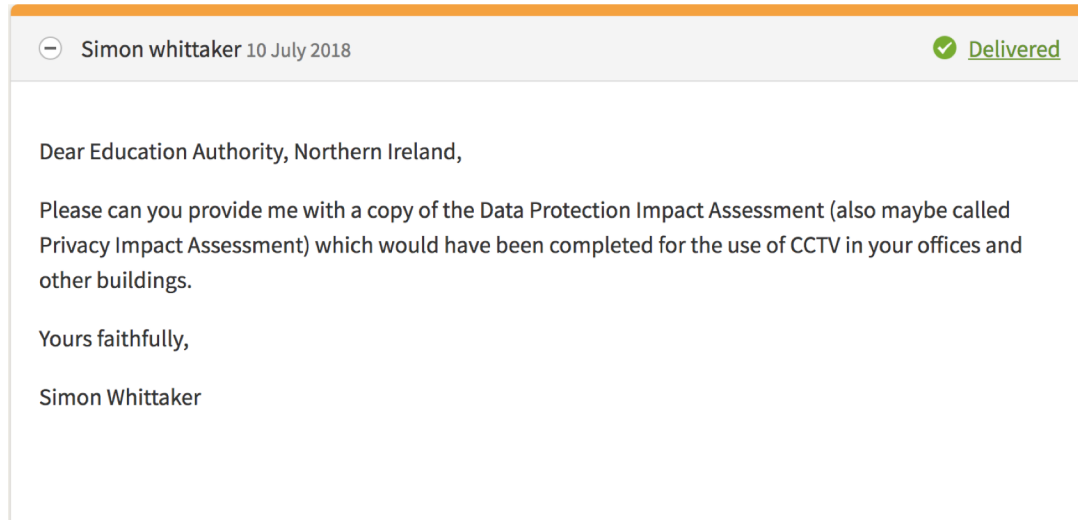 Simon whittaker 10 July 2018 Delivered
Dear Education Authority, Northern Ireland,
Please can you provide me with a copy of the Data Protection Impact Assessment (also maybe called
Privacy Impact Assessment) which would have been completed for the use of CCTV in your offices and
other buildings.
Yours faithfully,
Simon Whittaker